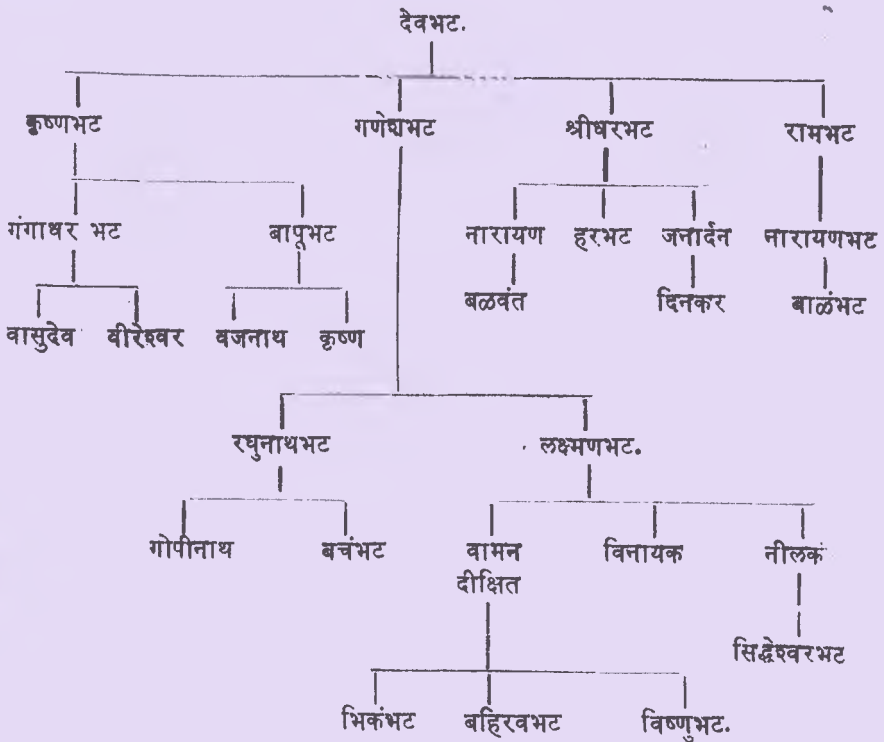 देवभट.
कृष्णभट गणेशभट श्रीधरभट रामभट
गंगाधर भट बापूभट नारायण हरभट जनार्दन नारायणभट
बळवंत दिनकर बाळंभट
वासुदेव वीरेश्वर वजनाथ कृष्ण
रघुनाथभट लक्ष्मणभट.
गोपीनाथ बचंभट वामन विनायक नीलकं
दीक्षित
सिद्धेश्वरभट
भिकंभट बहिरवभट विष्णुभट.